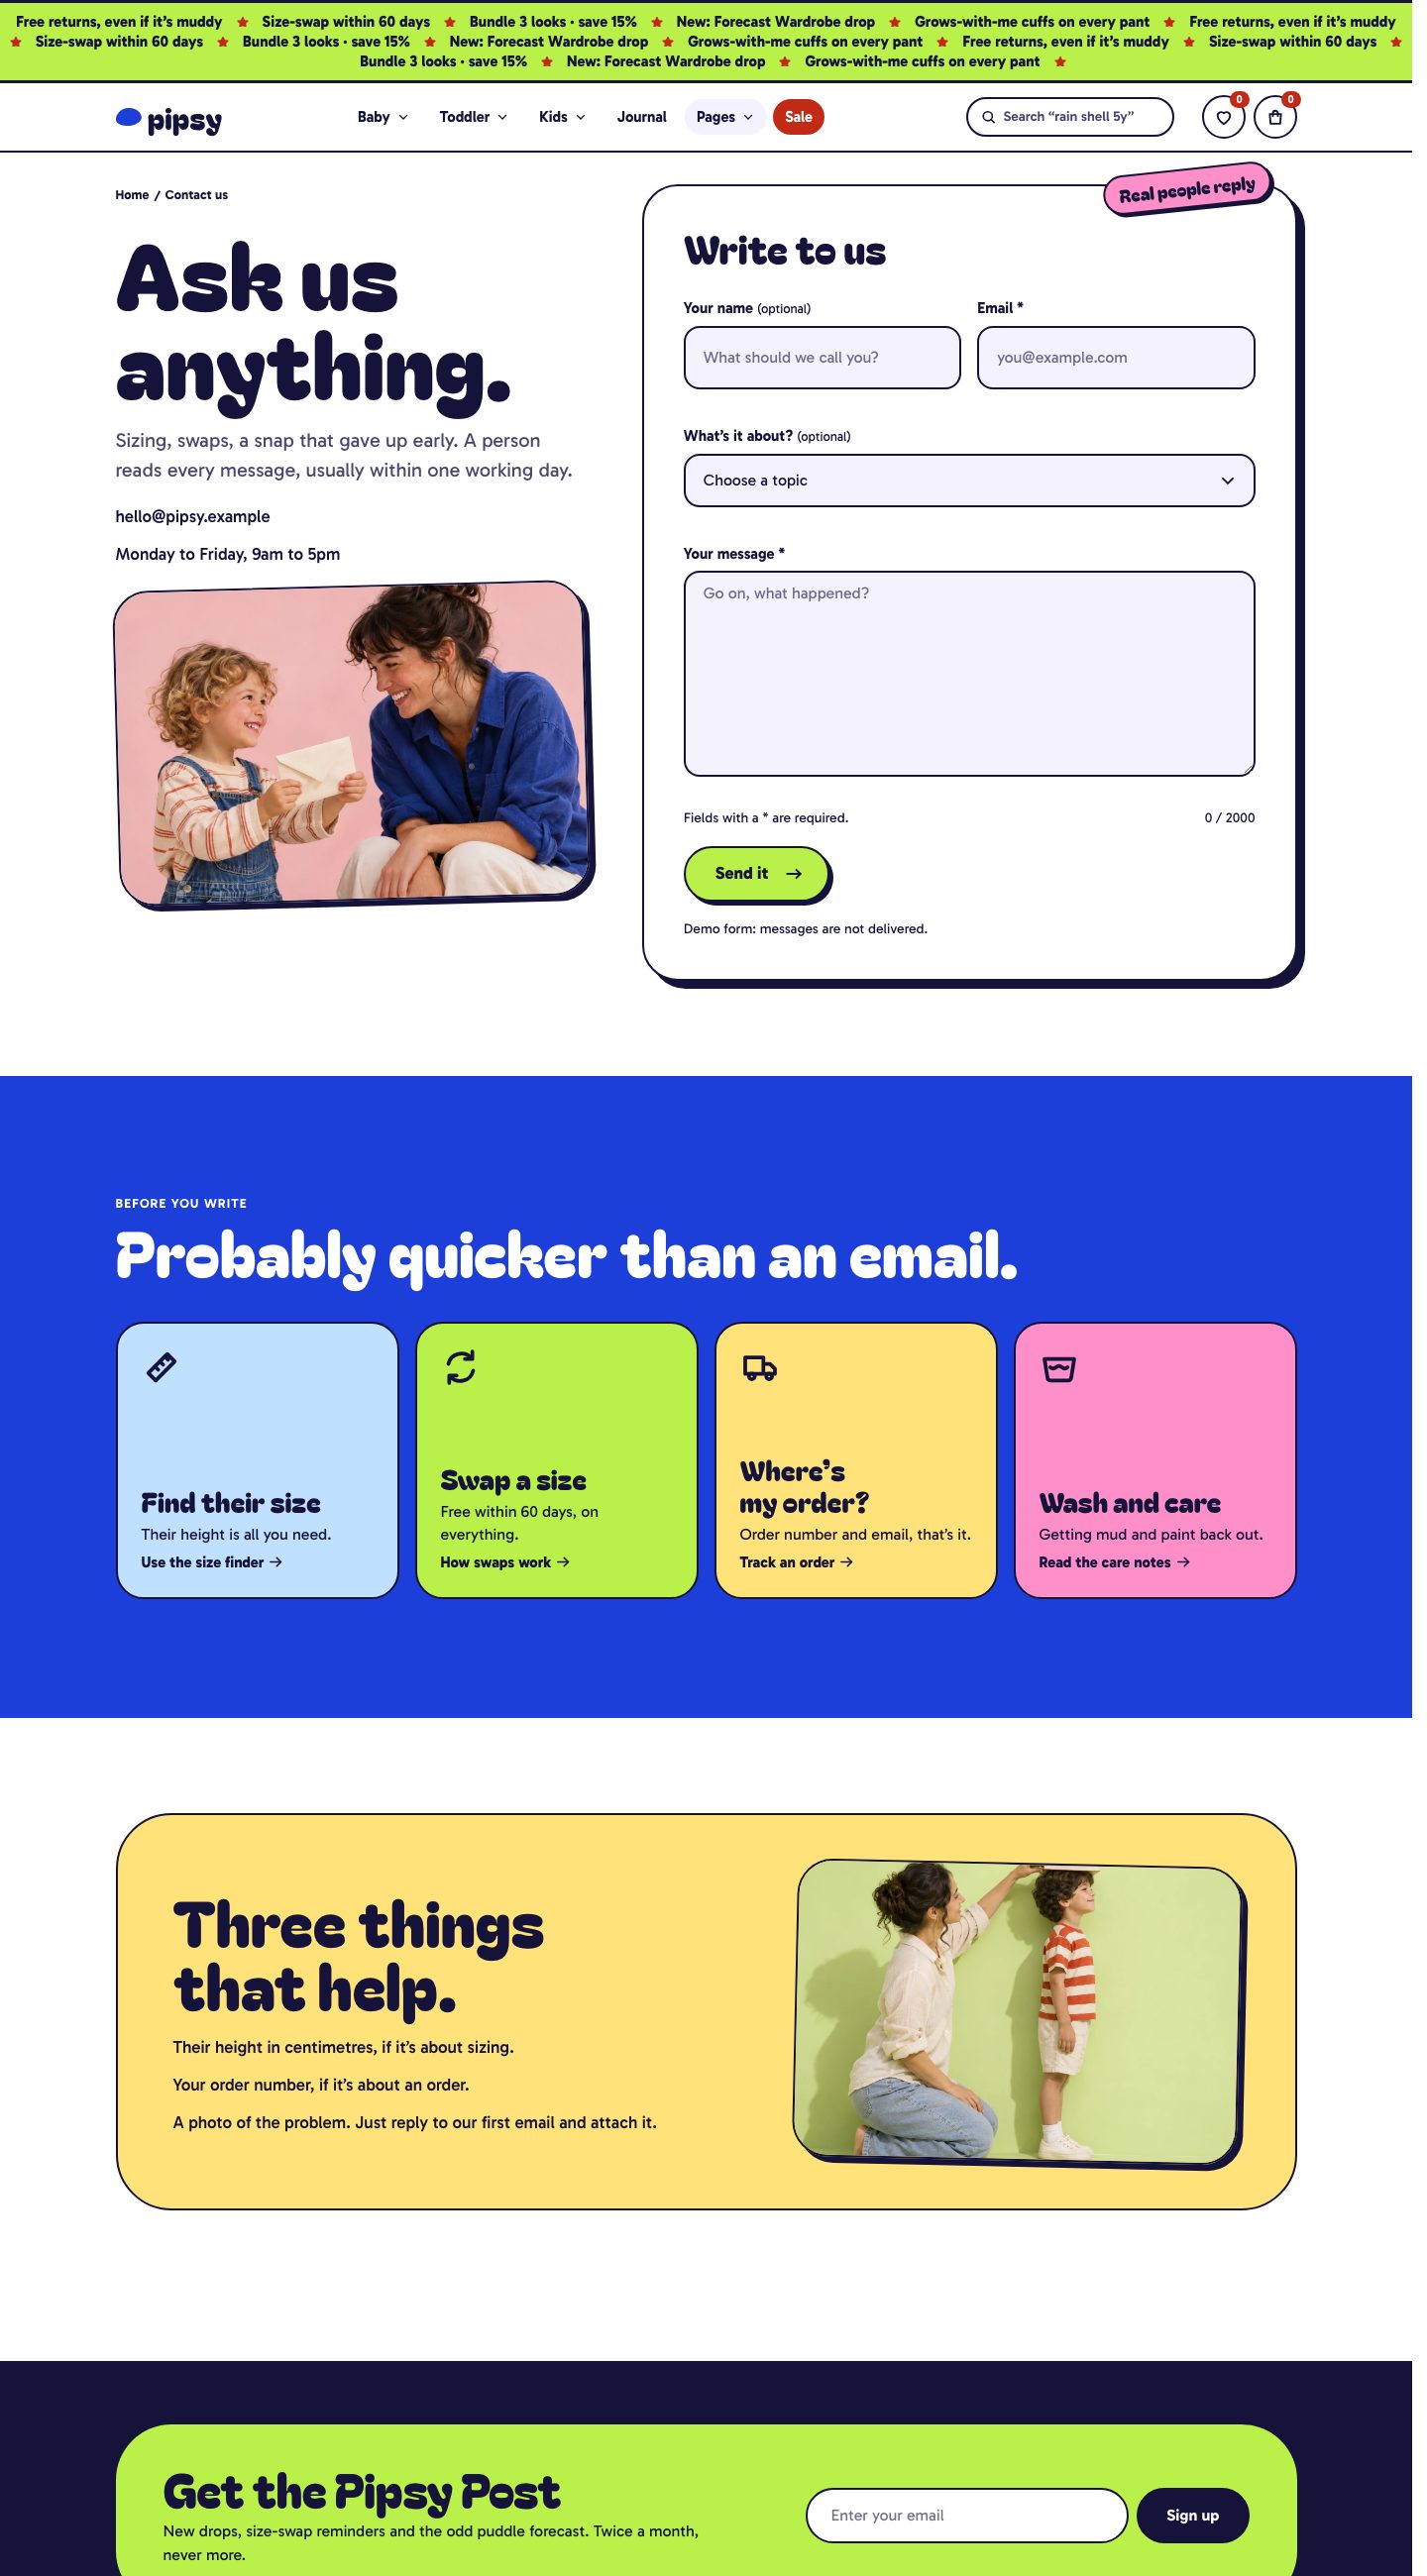 Free returns, even if it’s muddy ★ Size-swap within 60 days ★ Bundle 3 looks · save 15% ★ New: Forecast Wardrobe drop ★ Grows-with-me cuffs on every pant ★ Free returns, even if it’s muddy
★ Size-swap within 60 days ★ Bundle 3 looks · save 15% ★ New: Forecast Wardrobe drop ★ Grows-with-me cuffs on every pant ★ Free returns, even if it’s muddy ★ Size-swap within 60 days ★
Bundle 3 looks · save 15% ★ New: Forecast Wardrobe drop ★ Grows-with-me cuffs on every pant ★
pipsy
Baby Toddler Kids Journal Pages Sale
Search “rain shell 5y”
0 0
Home / Contact us
Ask us
anything.
Sizing, swaps, a snap that gave up early. A person
reads every message, usually within one working day.
hello@pipsy.example
Monday to Friday, 9am to 5pm
Real people reply
Write to us
Your name (optional)
What should we call you?
Email *
you@example.com
What’s it about? (optional)
Choose a topic
Your message *
Go on, what happened?
Fields with a * are required.
0 / 2000
Send it →
Demo form: messages are not delivered.
BEFORE YOU WRITE
Probably quicker than an email.
Find their size
Their height is all you need.
Use the size finder →
Swap a size
Free within 60 days, on
everything.
How swaps work →
Where’s
my order?
Order number and email, that’s it.
Track an order →
Wash and care
Getting mud and paint back out.
Read the care notes →
Three things
that help.
Their height in centimetres, if it’s about sizing.
Your order number, if it’s about an order.
A photo of the problem. Just reply to our first email and attach it.
Get the Pipsy Post
New drops, size-swap reminders and the odd puddle forecast. Twice a month,
never more.
Enter your email
Sign up